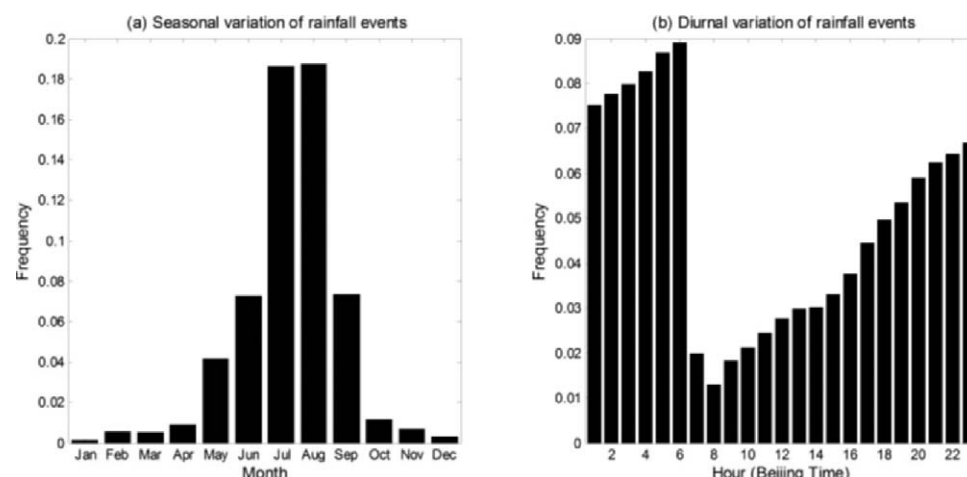 (a) Seasonal variation of rainfall events
0.2
0.18
0.16
0.14
0.12
0.1
0.08
0.06
0.04
0.02
0
Frequency
Jan Feb Mar Apr May Jun Jul Aug Sep Oct Nov Dec
Month
(b) Diurnal variation of rainfall events
0.09
0.08
0.07
0.06
0.05
0.04
0.03
0.02
0.01
0
Frequency
2 4 6 8 10 12 14 16 18 20 22
Hour (Beijing Time)